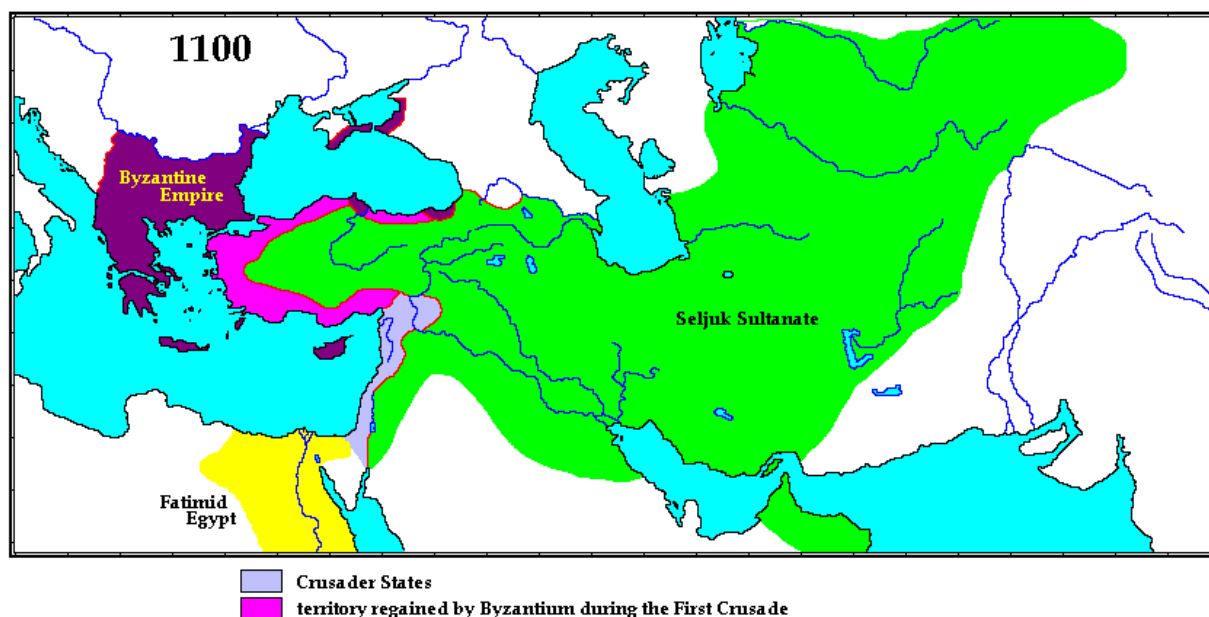 1100
Byzantine
Empire
Seljuk Sultanate
Fatimid
Egypt
Crusader States
territory regained by Byzantium during the First Crusade